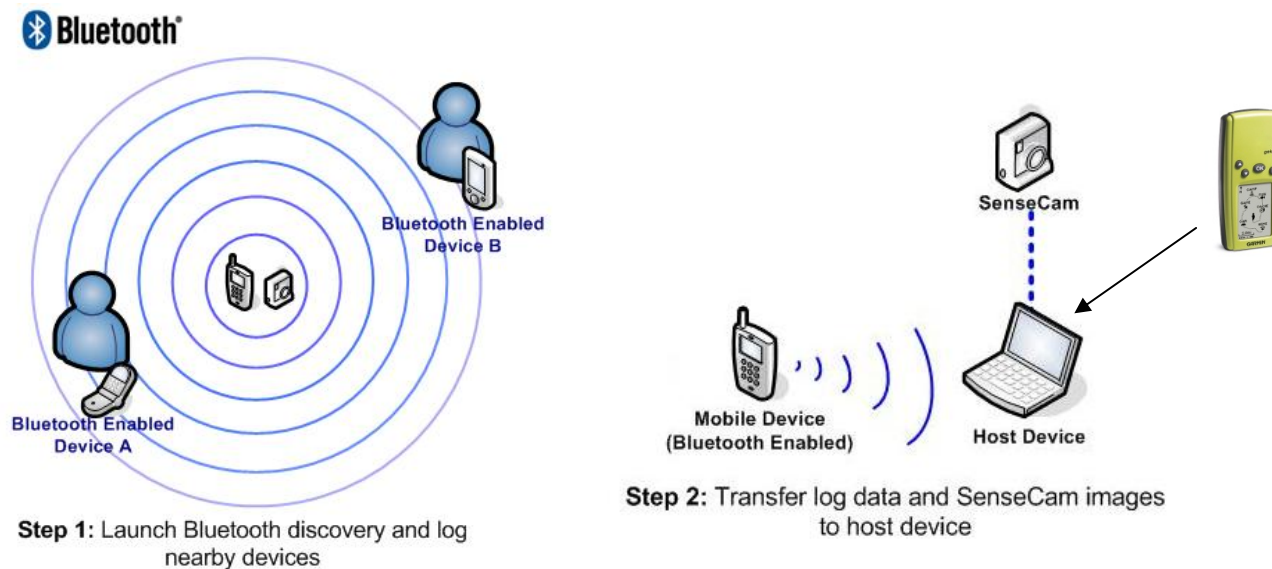 Bluetooth®
Bluetooth Enabled
Device B
Bluetooth Enabled
Device A
Step 1: Launch Bluetooth discovery and log
nearby devices
SenseCam
Mobile Device
(Bluetooth Enabled)
Host Device
Step 2: Transfer log data and SenseCam images
to host device
GARMIN